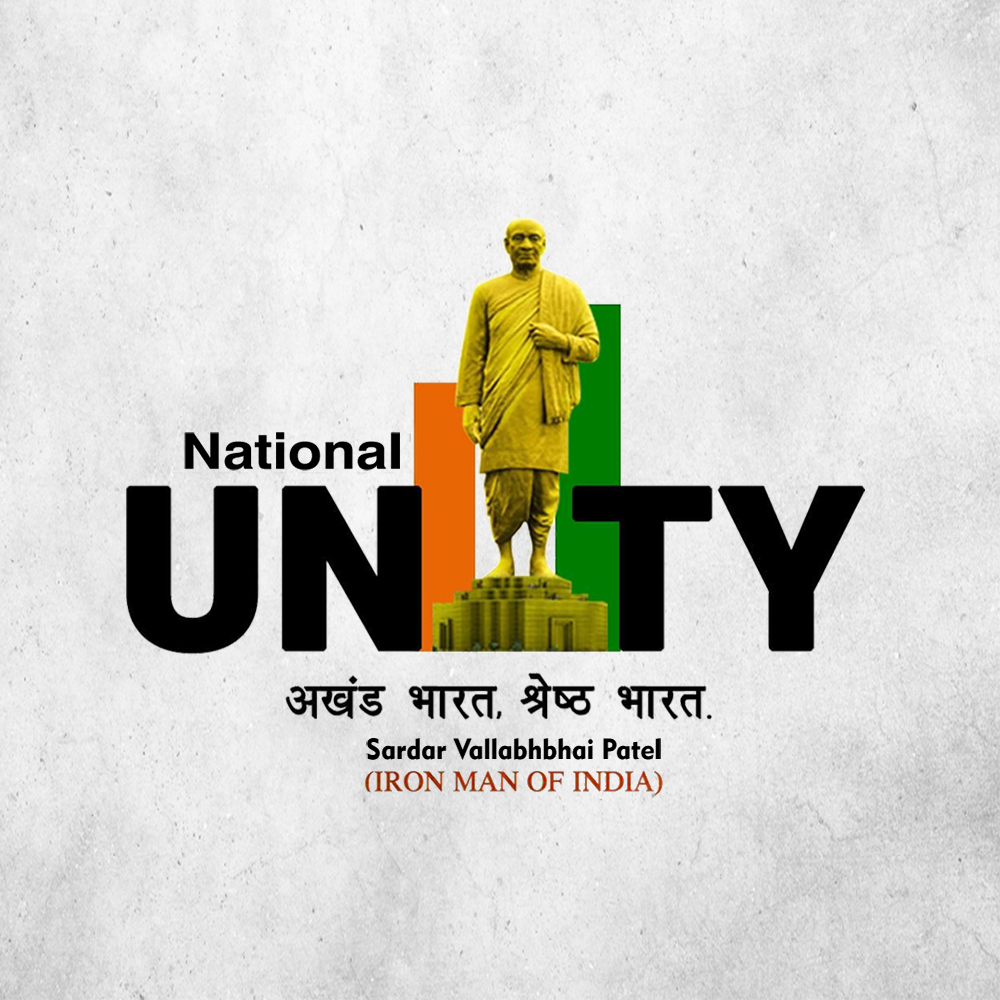 National
UNITY
अखंड भारत, श्रेष्ठ भारत.
Sardar Vallabhbhai Patel
(IRON MAN OF INDIA)